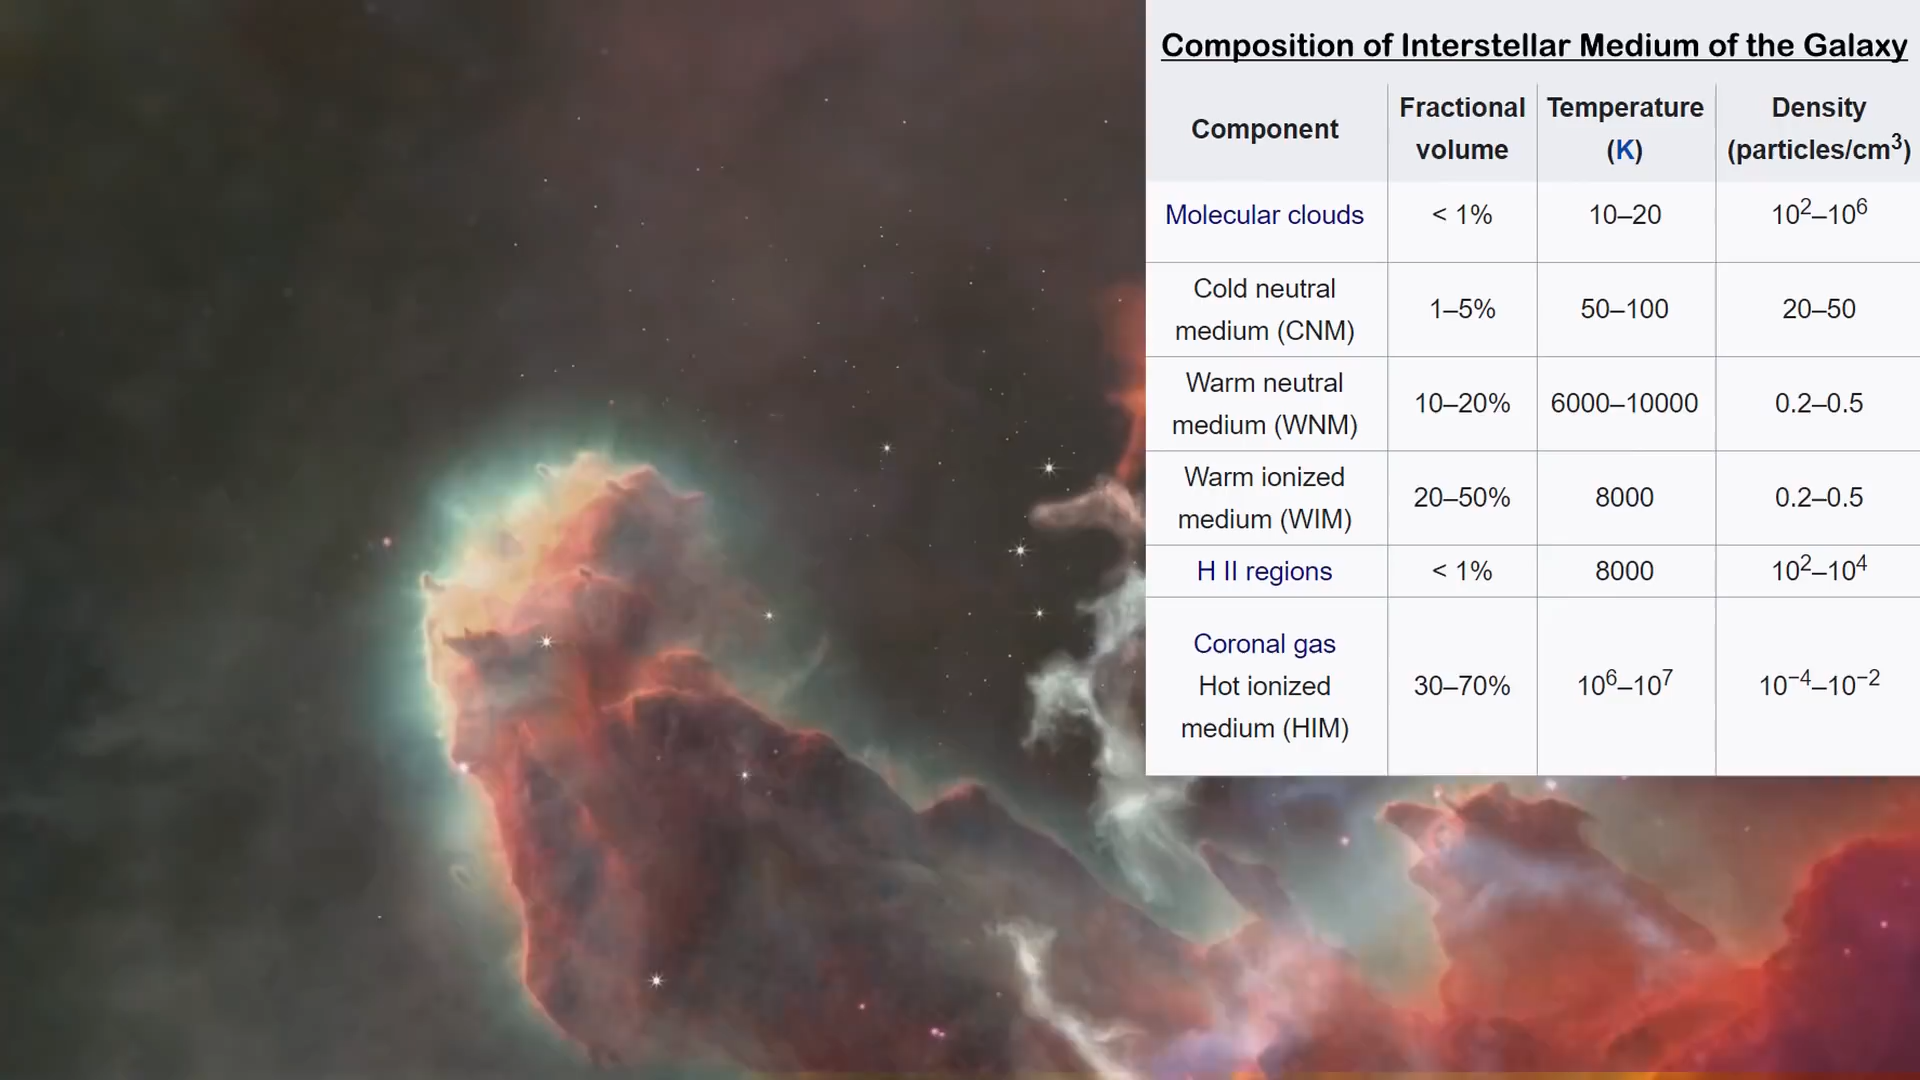 Composition of Interstellar Medium of the Galaxy
Component
Fractional volume
Temperature (K)
Density (particles/cm³)
Molecular clouds
< 1%
10–20
10²–10⁶
Cold neutral
medium (CNM)
1–5%
50–100
20–50
Warm neutral
medium (WNM)
10–20%
6000–10000
0.2–0.5
Warm ionized
medium (WIM)
20–50%
8000
0.2–0.5
H II regions
< 1%
8000
10²–10⁴
Coronal gas
Hot ionized
medium (HIM)
30–70%
10⁶–10⁷
10⁻⁴–10⁻²